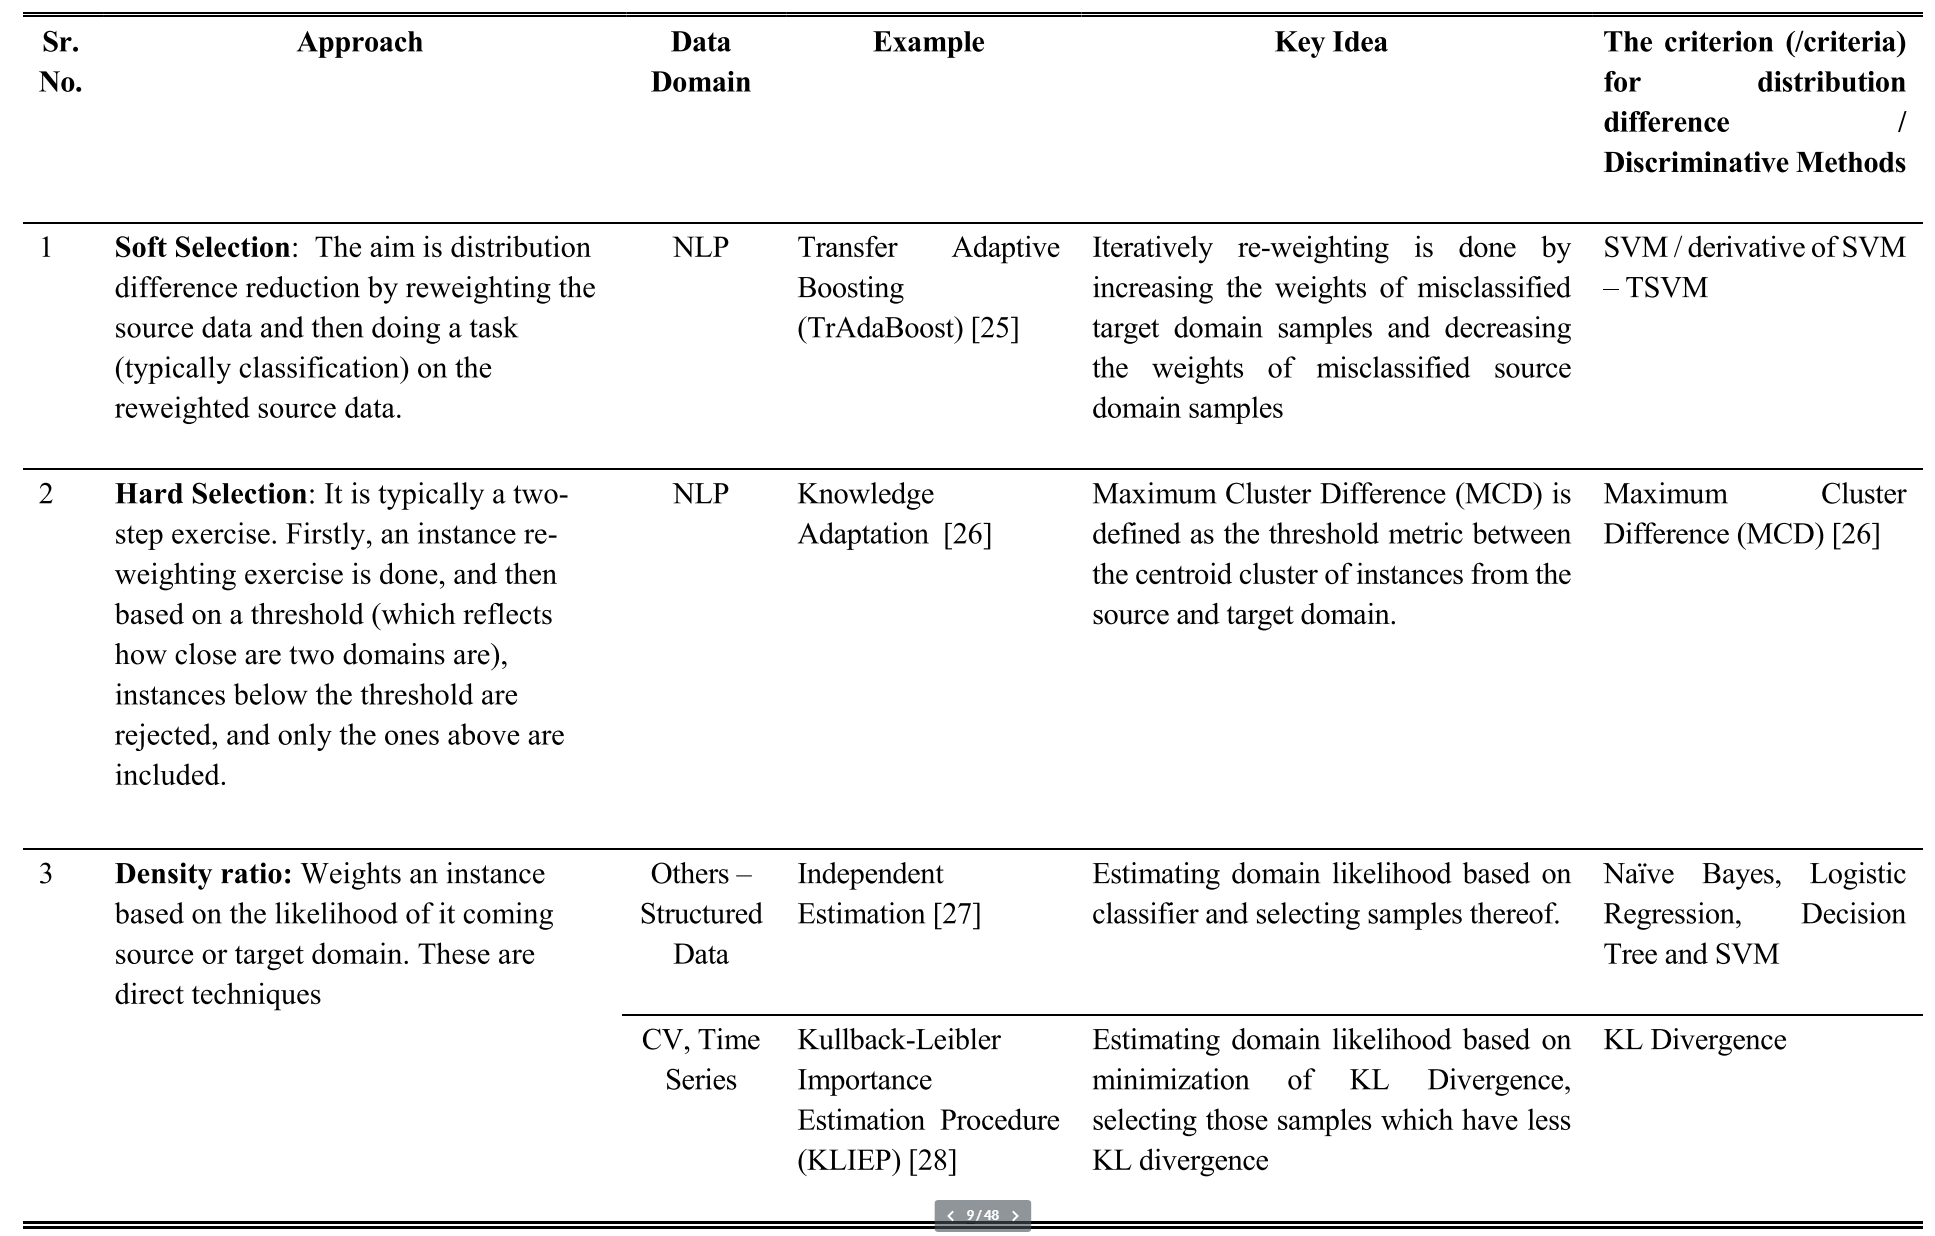 Sr. No.
Approach
Data Domain
Example
Key Idea
The criterion (/criteria)
for distribution
difference /
Discriminative Methods
1
Soft Selection: The aim is distribution
difference reduction by reweighting the
source data and then doing a task
(typically classification) on the
reweighted source data.
NLP
Transfer Adaptive
Boosting
(TrAdaBoost) [25]
Iteratively re-weighting is done by
increasing the weights of misclassified
target domain samples and decreasing
the weights of misclassified source
domain samples
SVM / derivative of SVM
– TSVM
2
Hard Selection: It is typically a two-
step exercise. Firstly, an instance re-
weighting exercise is done, and then
based on a threshold (which reflects
how close are two domains are),
instances below the threshold are
rejected, and only the ones above are
included.
NLP
Knowledge
Adaptation [26]
Maximum Cluster Difference (MCD) is
defined as the threshold metric between
the centroid cluster of instances from the
source and target domain.
Maximum Cluster
Difference (MCD) [26]
3
Density ratio: Weights an instance
based on the likelihood of it coming
source or target domain. These are
direct techniques
Others –
Structured
Data
Independent
Estimation [27]
Estimating domain likelihood based on
classifier and selecting samples thereof.
Naïve Bayes, Logistic
Regression, Decision
Tree and SVM
CV, Time
Series
Kullback-Leibler
Importance
Estimation Procedure
(KLIEP) [28]
Estimating domain likelihood based on
minimization of KL Divergence,
selecting those samples which have less
KL divergence
KL Divergence
9/48